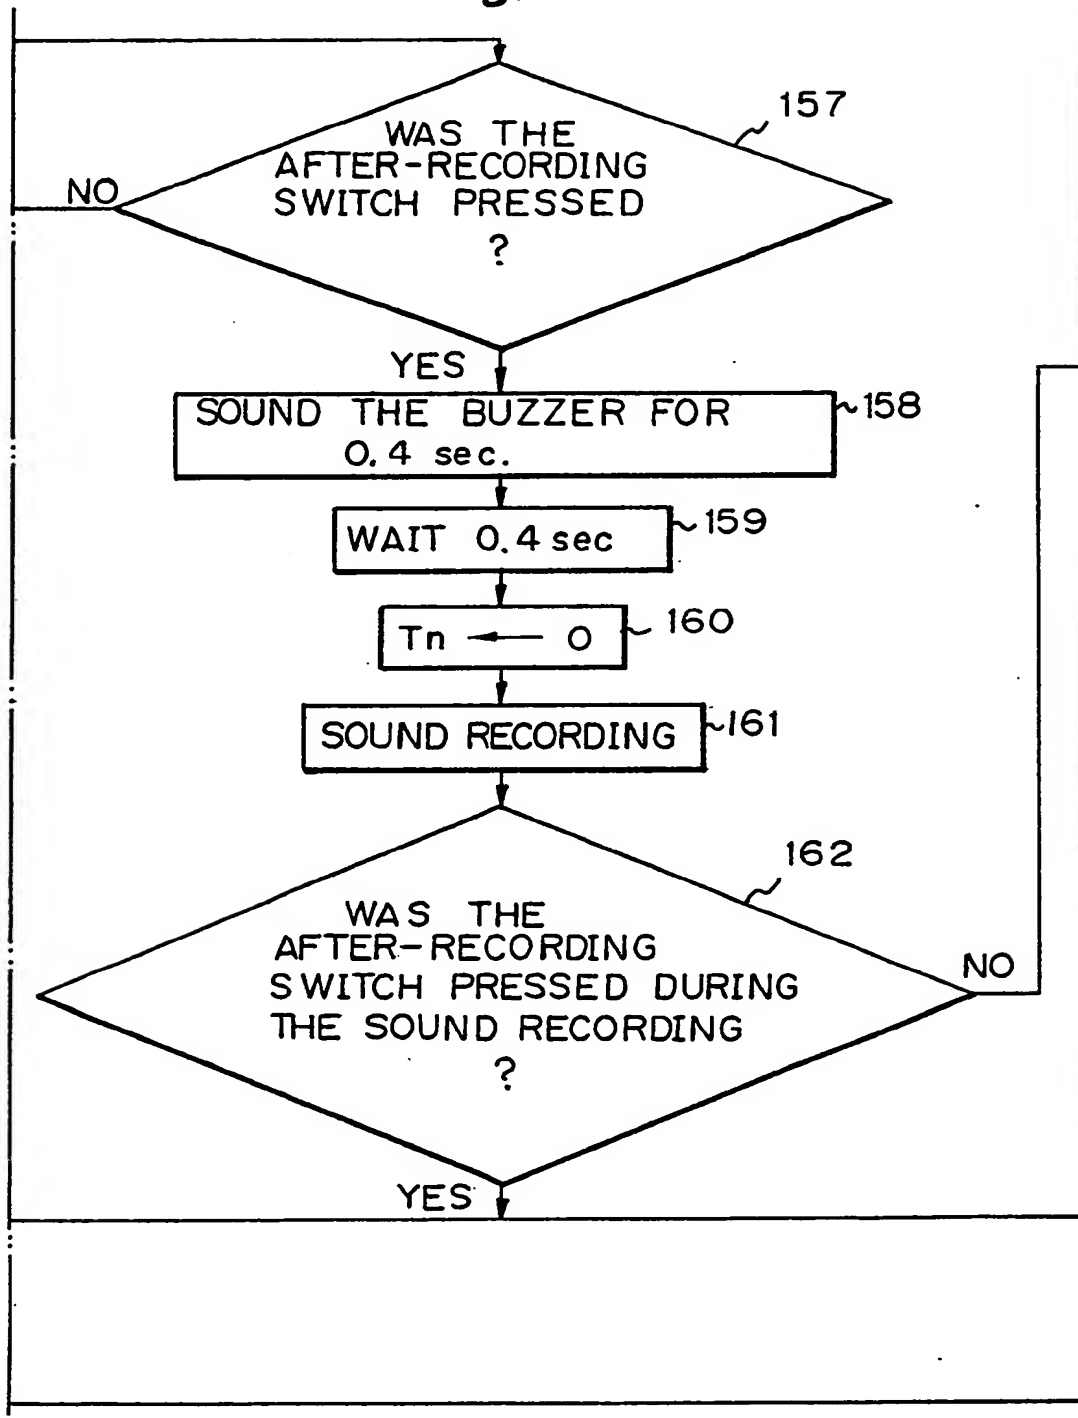 WAS THE
AFTER-RECORDING
SWITCH PRESSED
?
157
NO
YES
SOUND THE BUZZER FOR
0.4 sec.
158
WAIT 0.4 sec
159
Tn ← 0
160
SOUND RECORDING
161
162
WAS THE
AFTER-RECORDING
SWITCH PRESSED DURING
THE SOUND RECORDING
?
NO
YES